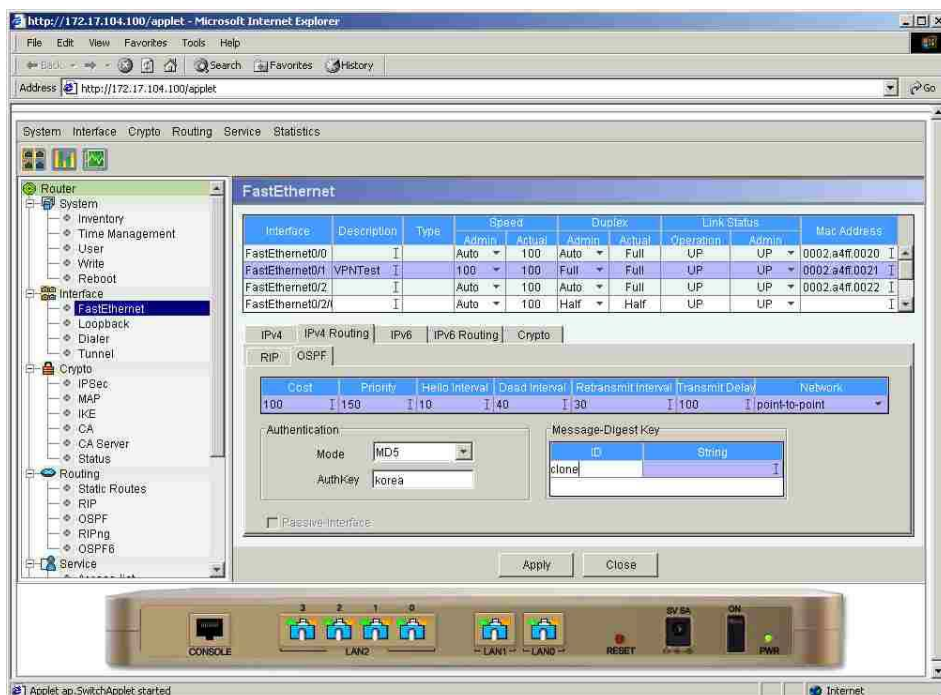 http://172.17.104.100/applet - Microsoft Internet Explorer
File Edit View Favorites Tools Help
Back Search Favorites History
Address http://172.17.104.100/applet Go
System Interface Crypto Routing Service Statistics
Router
System
Inventory
Time Management
User
Write
Reboot
Interface
FastEthernet
Loopback
Dialer
Tunnel
Crypto
IPSec
MAP
IKE
CA
CA Server
Status
Routing
Static Routes
RIP
OSPF
RIPng
OSPF6
Service
FastEthernet
Interface Description Type Speed Duplex Link Status Mac Address
Admin Actual Admin Actual Operation Admin
FastEthernet0/0 Auto 100 Auto Full UP UP 0002.a4ff.0020
FastEthernet0/1 VPNTest 100 100 Full Full UP UP 0002.a4ff.0021
FastEthernet0/2 Auto 100 Auto Full UP UP 0002.a4ff.0022
FastEthernet0/2/ Auto 100 Half Half UP UP
IPv4 IPv4 Routing IPv6 IPv6 Routing Crypto
RIP OSPF
Cost Priority Hello Interval Dead Interval Retransmit Interval Transmit Delay Network
100 150 10 40 30 100 point-to-point
Authentication
Mode MD5
AuthKey korea
Message-Digest Key
ID String
clone
Passive-Interface
Apply Close
3 2 1 0
5V 5A ON
CONSOLE LAN2 LAN1 LAN0 RESET PWR
Applet ap.SwitchApplet started Internet